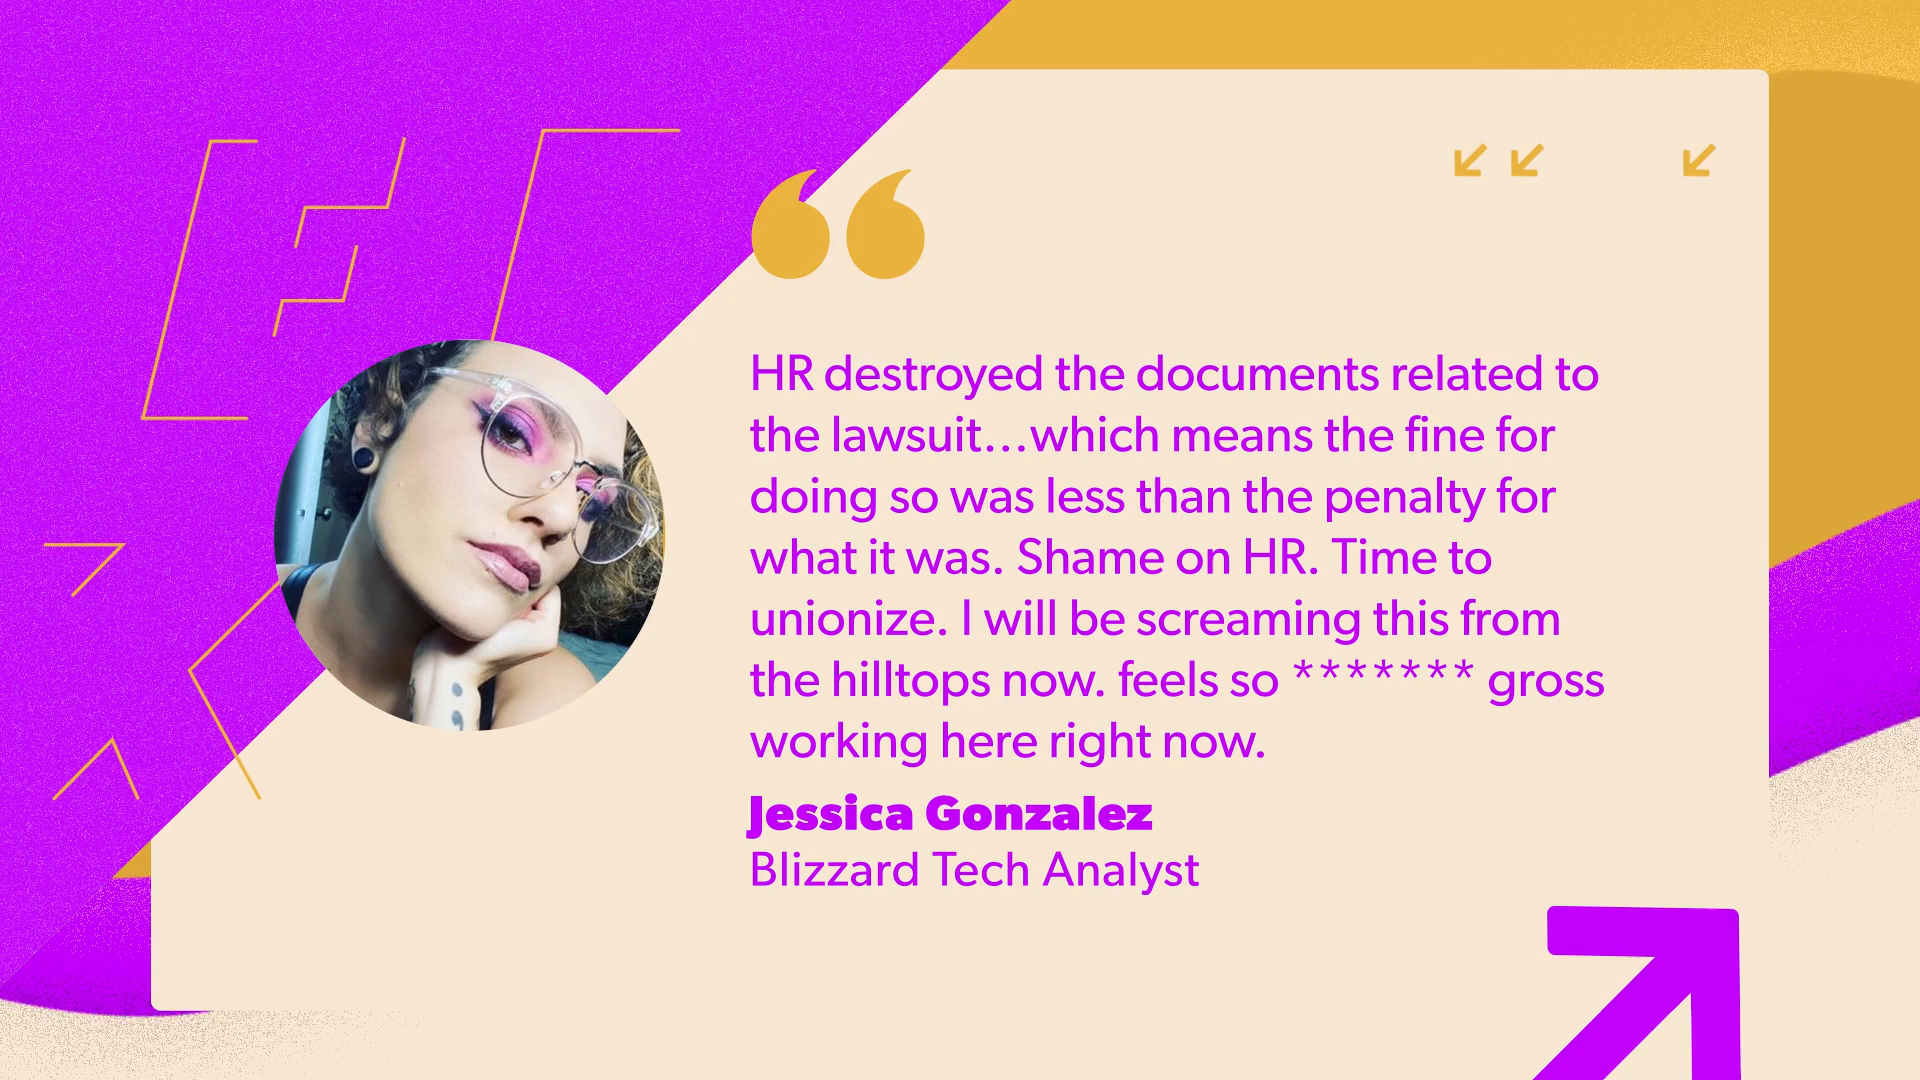 HR destroyed the documents related to
the lawsuit...which means the fine for
doing so was less than the penalty for
what it was. Shame on HR. Time to
unionize. I will be screaming this from
the hilltops now. feels so ******* gross
working here right now.
Jessica Gonzalez
Blizzard Tech Analyst